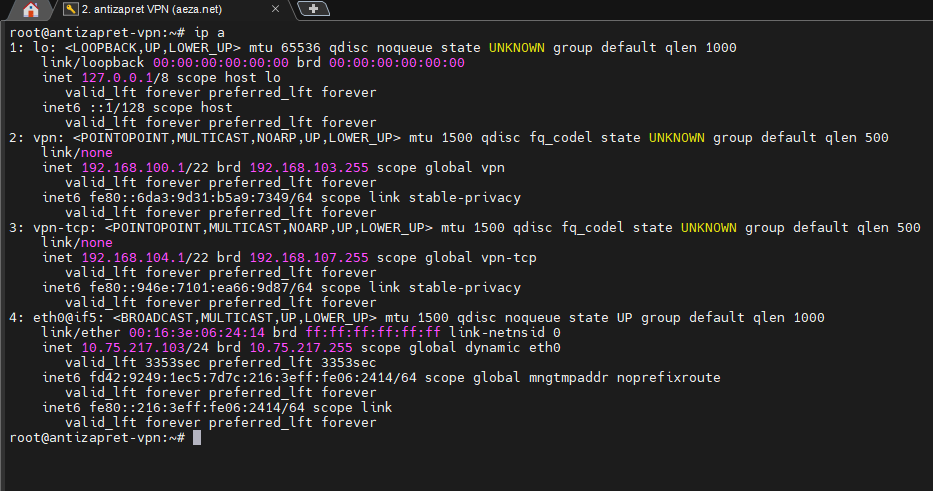 2. antizapret VPN (aeza.net)
root@antizapret-vpn:~# ip a
1: lo: <LOOPBACK,UP,LOWER_UP> mtu 65536 qdisc noqueue state UNKNOWN group default qlen 1000
    link/loopback 00:00:00:00:00:00 brd 00:00:00:00:00:00
    inet 127.0.0.1/8 scope host lo
       valid_lft forever preferred_lft forever
    inet6 ::1/128 scope host
       valid_lft forever preferred_lft forever
2: vpn: <POINTOPOINT,MULTICAST,NOARP,UP,LOWER_UP> mtu 1500 qdisc fq_codel state UNKNOWN group default qlen 500
    link/none
    inet 192.168.100.1/22 brd 192.168.103.255 scope global vpn
       valid_lft forever preferred_lft forever
    inet6 fe80::6da3:9d31:b5a9:7349/64 scope link stable-privacy
       valid_lft forever preferred_lft forever
3: vpn-tcp: <POINTOPOINT,MULTICAST,NOARP,UP,LOWER_UP> mtu 1500 qdisc fq_codel state UNKNOWN group default qlen 500
    link/none
    inet 192.168.104.1/22 brd 192.168.107.255 scope global vpn-tcp
       valid_lft forever preferred_lft forever
    inet6 fe80::946e:7101:ea66:9d87/64 scope link stable-privacy
       valid_lft forever preferred_lft forever
4: eth0@if5: <BROADCAST,MULTICAST,UP,LOWER_UP> mtu 1500 qdisc noqueue state UP group default qlen 1000
    link/ether 00:16:3e:06:24:14 brd ff:ff:ff:ff:ff:ff link-netnsid 0
    inet 10.75.217.103/24 brd 10.75.217.255 scope global dynamic eth0
       valid_lft 3353sec preferred_lft 3353sec
    inet6 fd42:9249:1ec5:7d7c:216:3eff:fe06:2414/64 scope global mngtmpaddr noprefixroute
       valid_lft forever preferred_lft forever
    inet6 fe80::216:3eff:fe06:2414/64 scope link
       valid_lft forever preferred_lft forever
root@antizapret-vpn:~#